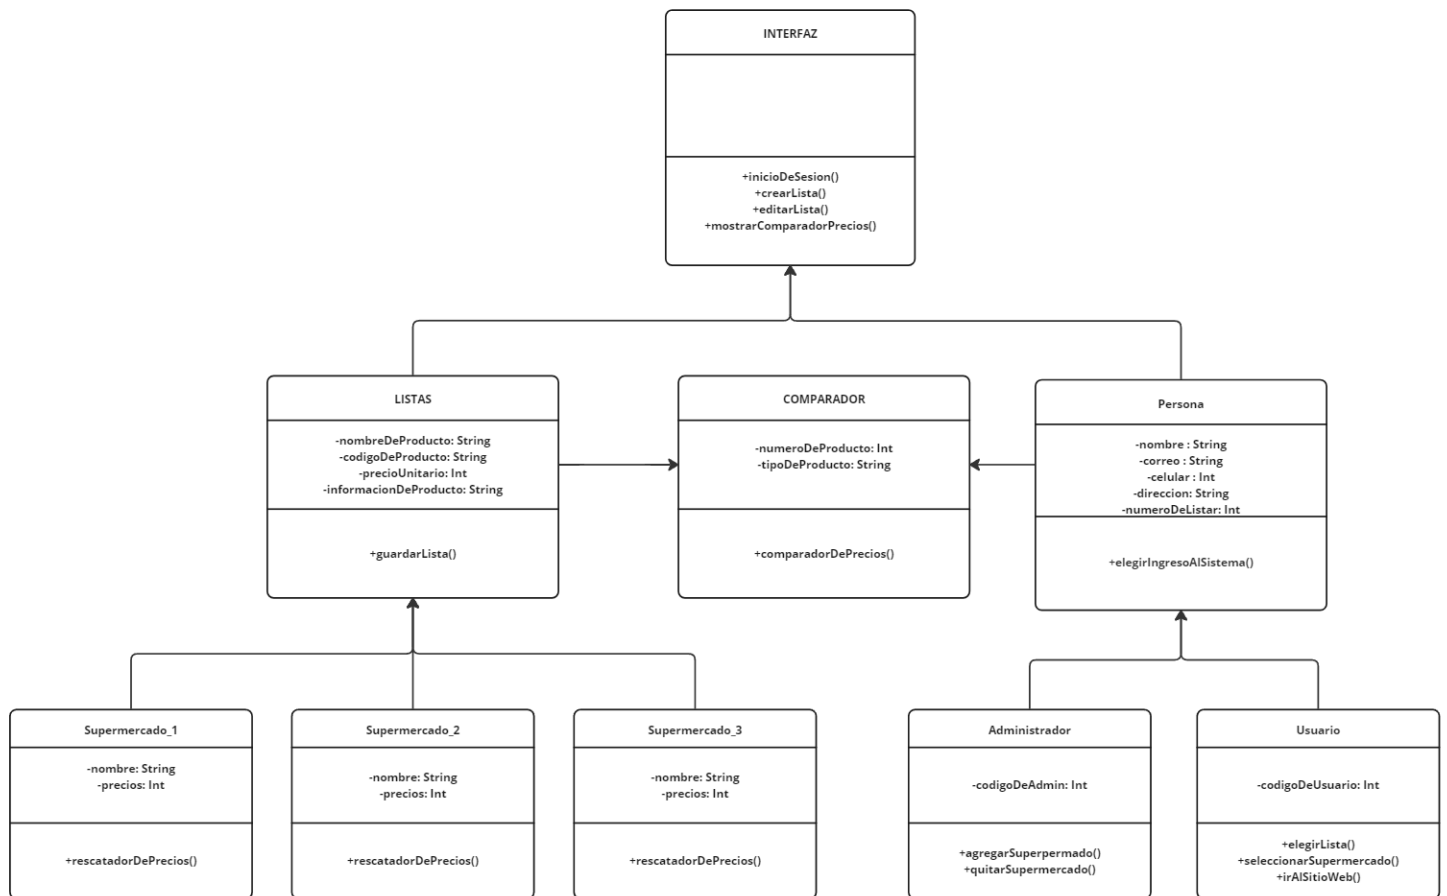 INTERFAZ
+inicioDeSesion()
+crearLista()
+editarLista()
+mostrarComparadorPrecios()
LISTAS
-nombreDeProducto: String
-codigoDeProducto: String
-precioUnitario: Int
-informacionDeProducto: String
+guardarLista()
COMPARADOR
-numeroDeProducto: Int
-tipoDeProducto: String
+comparadorDePrecios()
Persona
-nombre : String
-correo : String
-celular : Int
-direccion: String
-numeroDeListar: Int
+elegirIngresoAlSistema()
Supermercado_1
-nombre: String
-precios: Int
+rescatadorDePrecios()
Supermercado_2
-nombre: String
-precios: Int
+rescatadorDePrecios()
Supermercado_3
-nombre: String
-precios: Int
+rescatadorDePrecios()
Administrador
-codigoDeAdmin: Int
+agregarSuperpermado()
+quitarSupermercado()
Usuario
-codigoDeUsuario: Int
+elegirLista()
+seleccionarSupermercado()
+irAlSitioWeb()